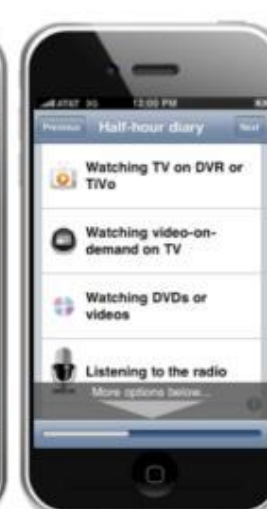 AT&T 3G 12:00 PM
Previous Half-hour diary Next
Watching TV on DVR or
TiVo
Watching video-on-
demand on TV
Watching DVDs or
videos
Listening to the radio
More options below...